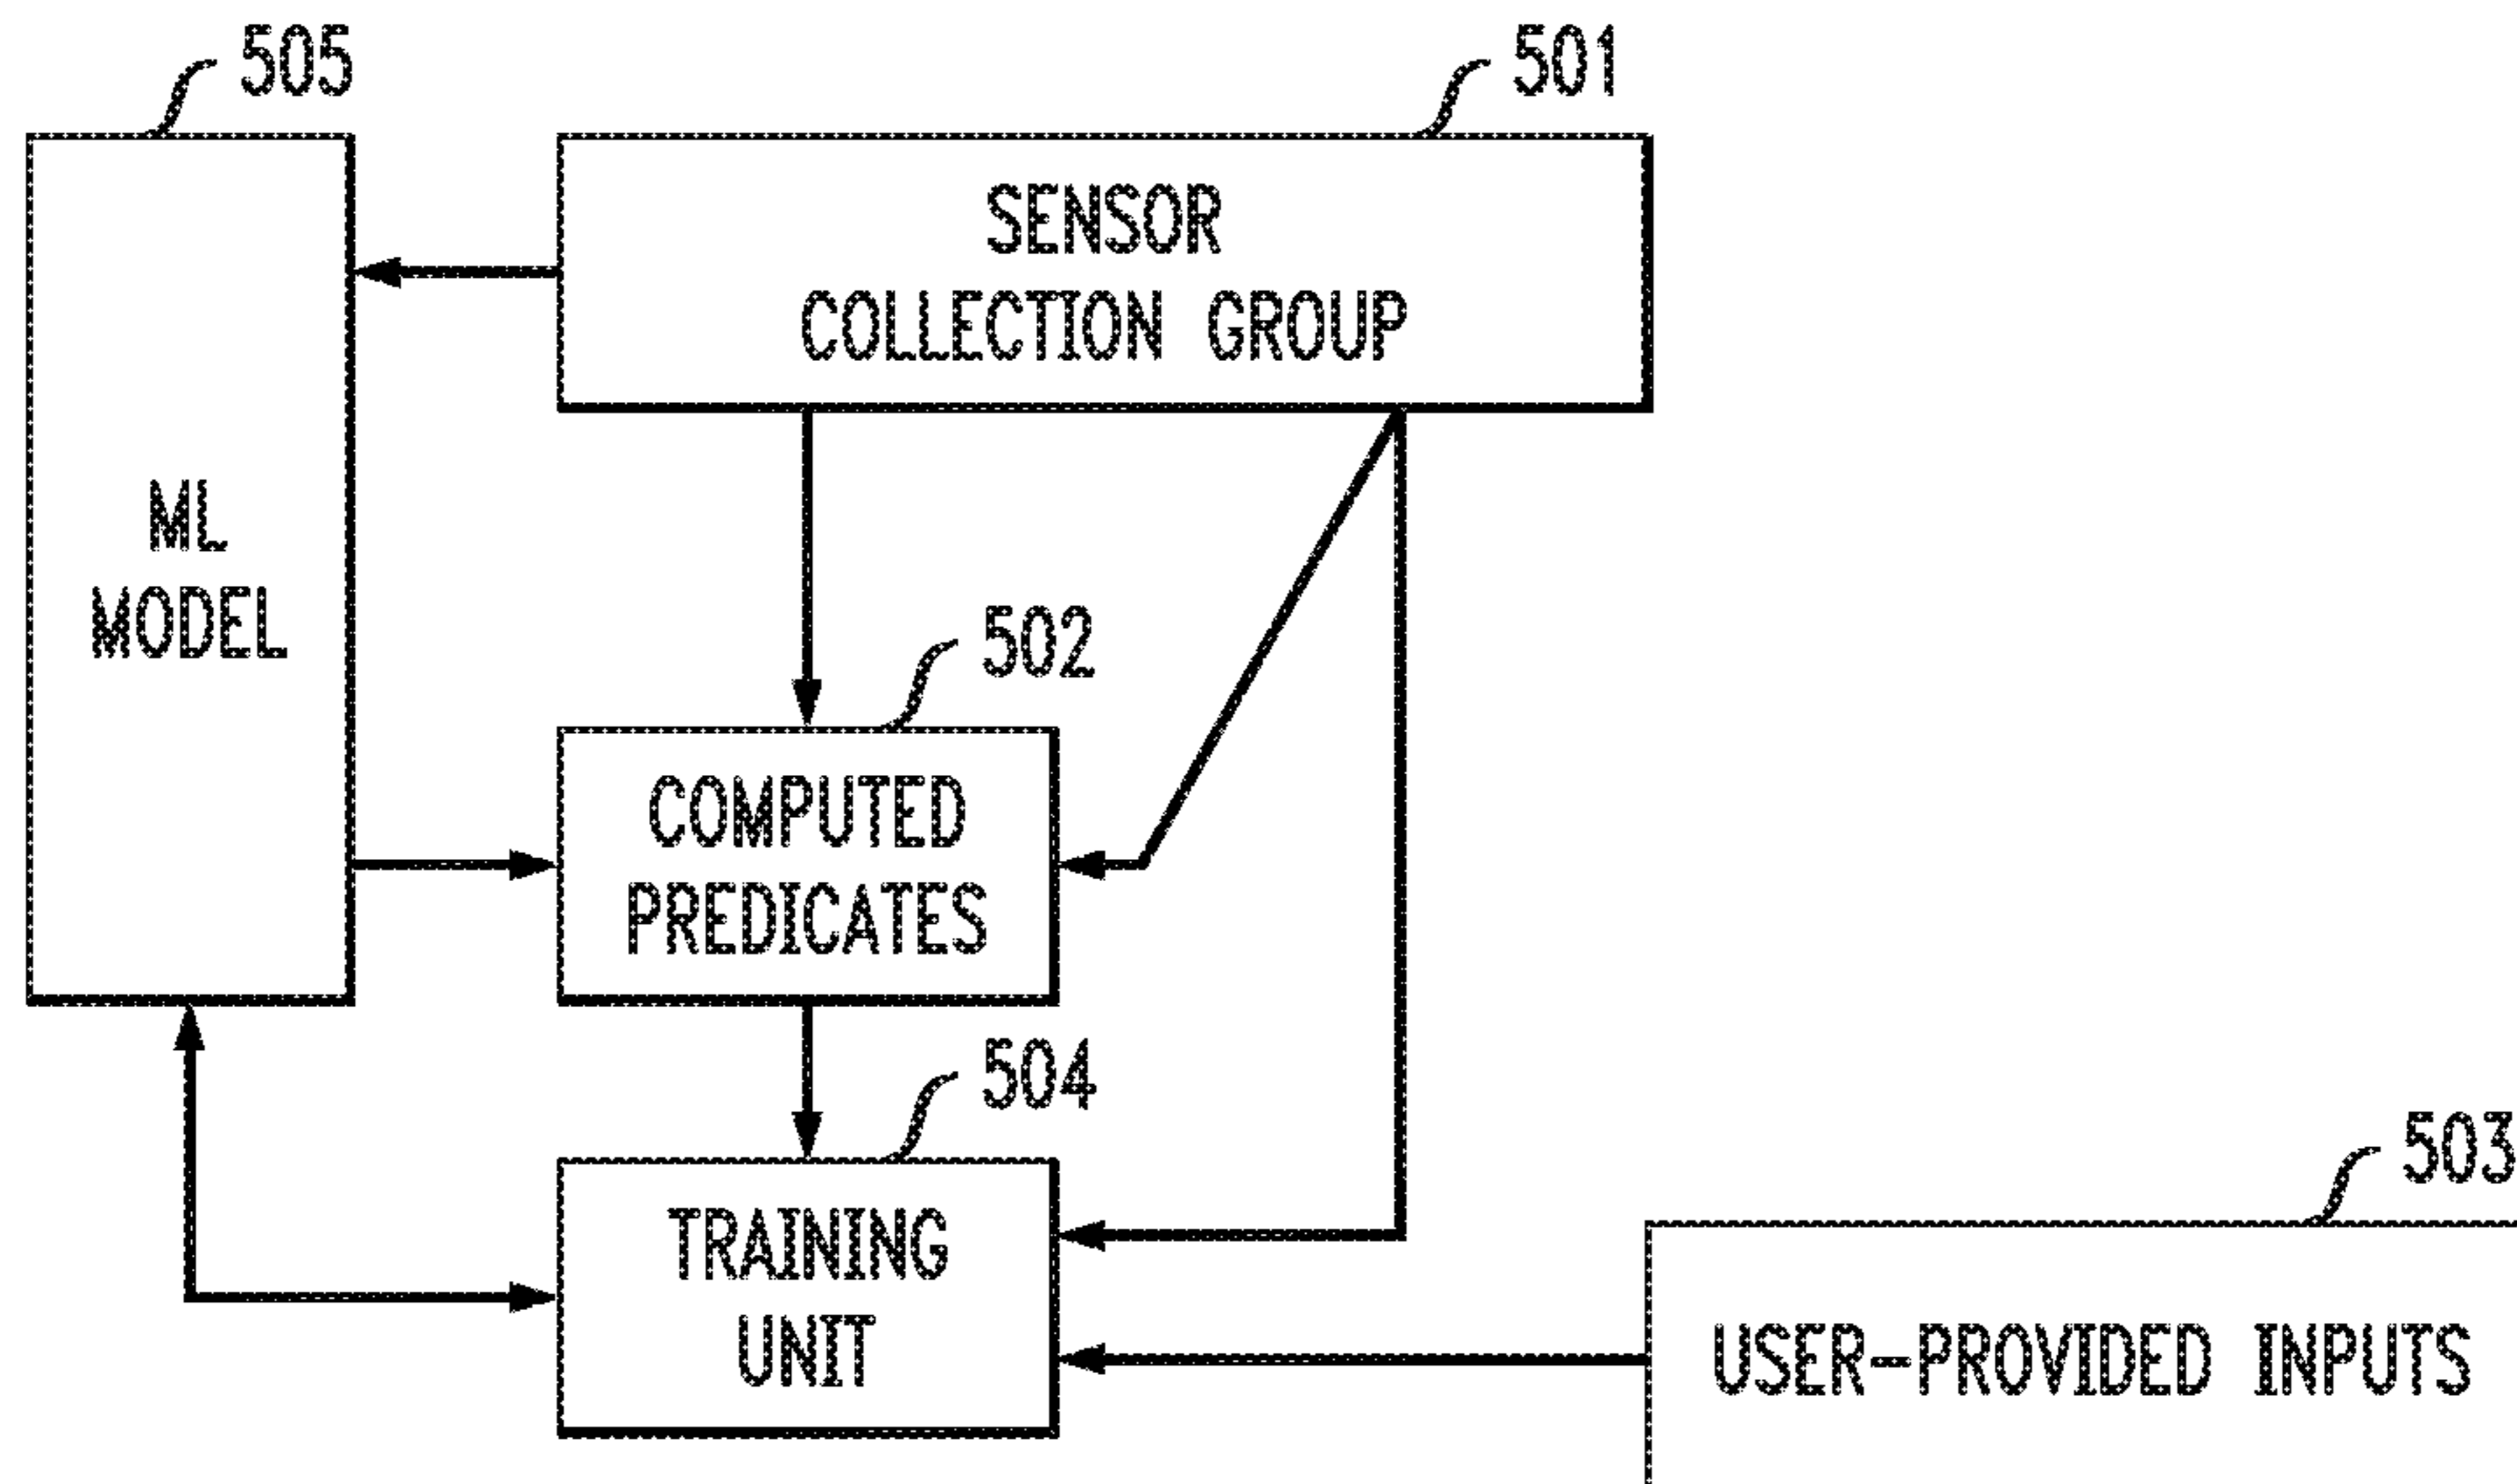 505
501
SENSOR
COLLECTION GROUP
ML
MODEL
502
COMPUTED
PREDICATES
504
503
TRAINING
UNIT
USER-PROVIDED INPUTS